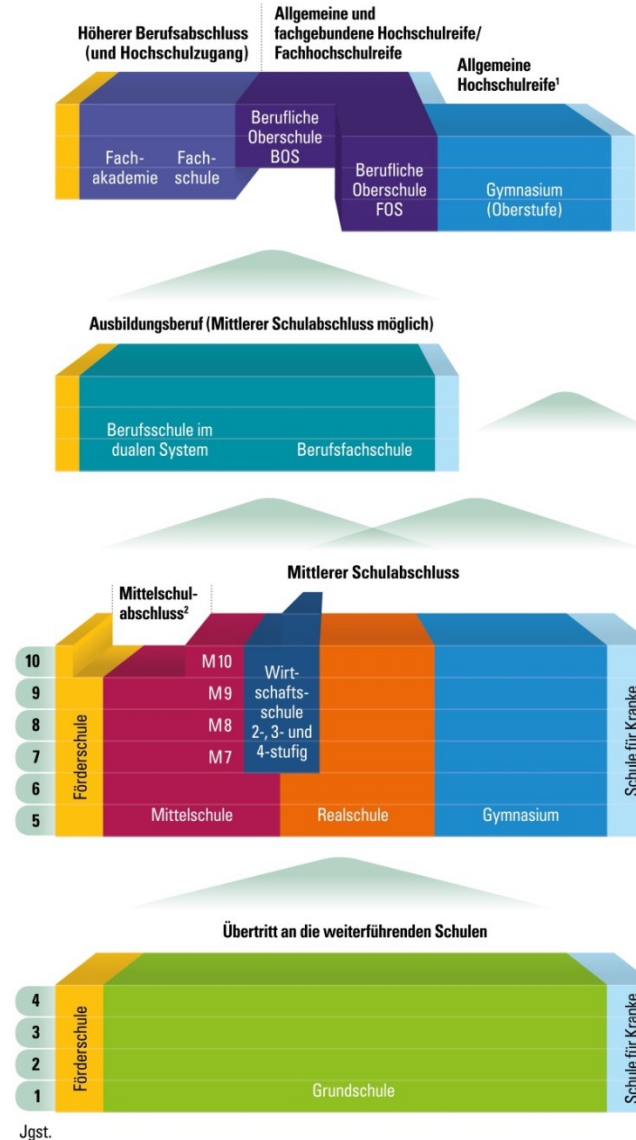 Höherer Berufsabschluss
(und Hochschulzugang)
Allgemeine und
fachgebundene Hochschulreife/
Fachhochschulreife
Allgemeine
Hochschulreife¹
Fach-
akademie
Fach-
schule
Berufliche
Oberschule
BOS
Berufliche
Oberschule
FOS
Gymnasium
(Oberstufe)
Ausbildungsberuf (Mittlerer Schulabschluss möglich)
Berufsschule im
dualen System
Berufsfachschule
Mittlerer Schulabschluss
Mittelschul-
abschluss²
10
9
8
7
6
5
Förderschule
M10
M9
M8
M7
Mittelschule
Wirt-
schafts-
schule
2-, 3- und
4-stufig
Realschule
Gymnasium
Schule für Kranke
Übertritt an die weiterführenden Schulen
4
3
2
1
Förderschule
Grundschule
Schule für Kranke
Jgst.